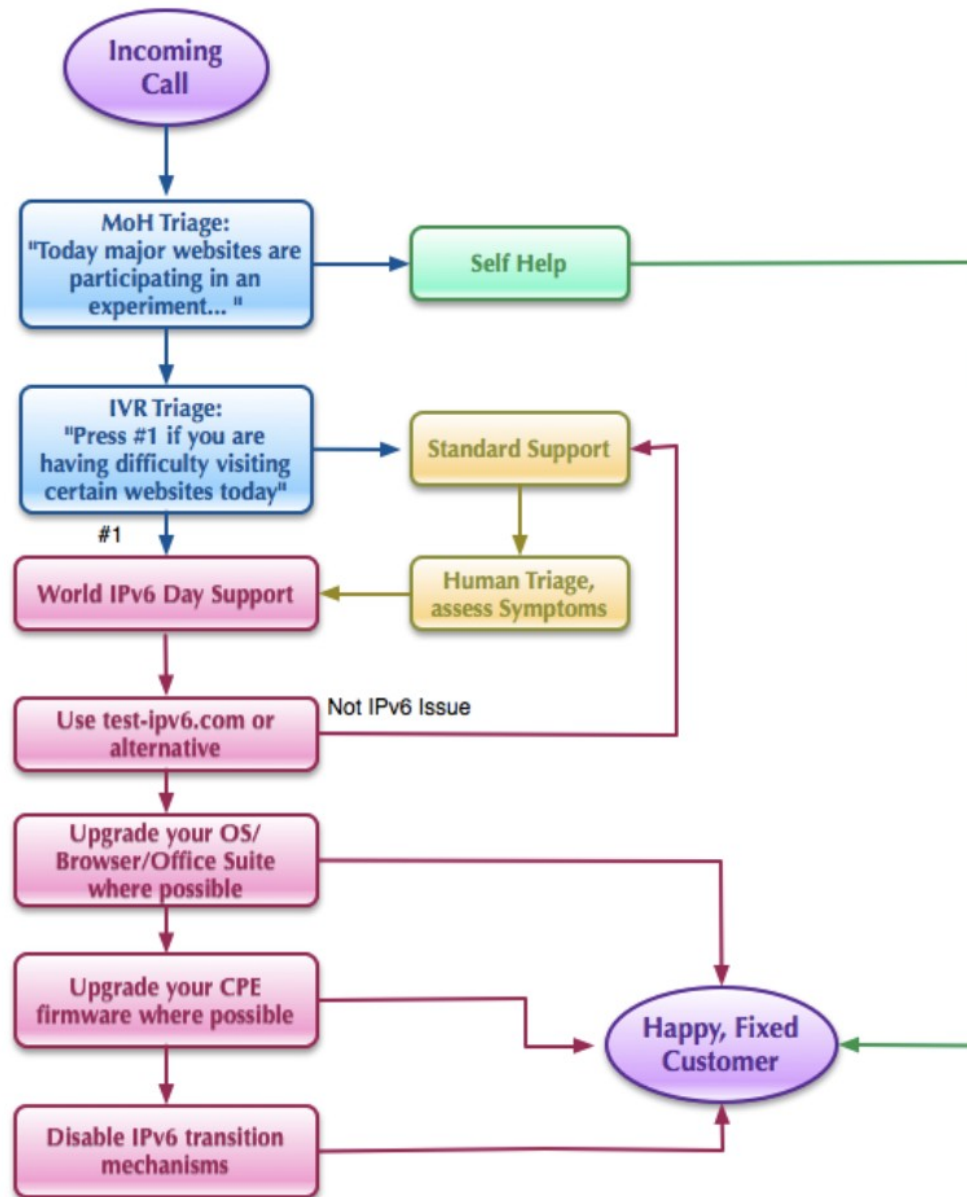 Incoming
Call
MoH Triage:
"Today major websites are
participating in an
experiment... "
Self Help
IVR Triage:
"Press #1 if you are
having difficulty visiting
certain websites today"
Standard Support
#1
World IPv6 Day Support
Human Triage,
assess Symptoms
Not IPv6 Issue
Use test-ipv6.com or
alternative
Upgrade your OS/
Browser/Office Suite
where possible
Upgrade your CPE
firmware where possible
Happy, Fixed
Customer
Disable IPv6 transition
mechanisms